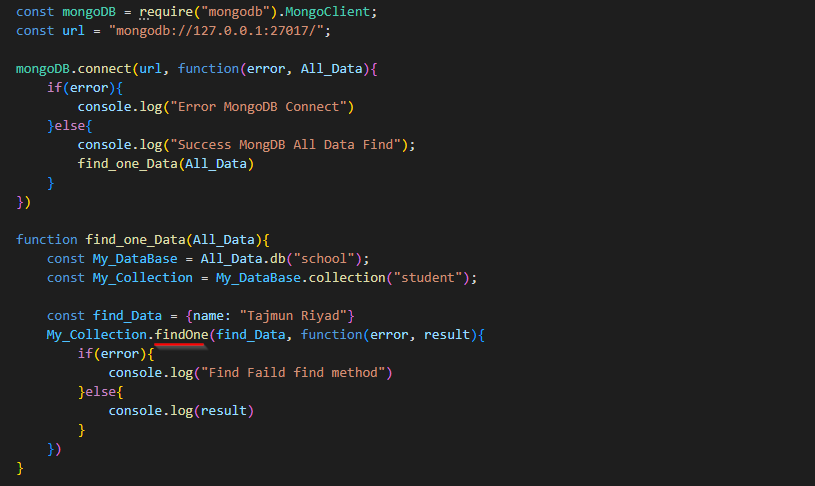 const mongoDB = require("mongodb").MongoClient;
const url = "mongodb://127.0.0.1:27017/";

mongoDB.connect(url, function(error, All_Data){
    if(error){
        console.log("Error MongoDB Connect")
    }else{
        console.log("Success MongDB All Data Find");
        find_one_Data(All_Data)
    }
})

function find_one_Data(All_Data){
    const My_DataBase = All_Data.db("school");
    const My_Collection = My_DataBase.collection("student");

    const find_Data = {name: "Tajmun Riyad"}
    My_Collection.findOne(find_Data, function(error, result){
        if(error){
            console.log("Find Faild find method")
        }else{
            console.log(result)
        }
    })
}